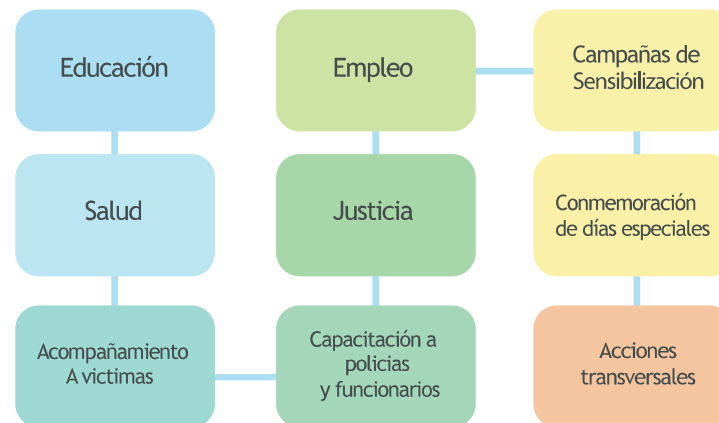 Educación
Salud
Acompañamiento
A victimas
Capacitación a
policias
y funcionarios
Justicia
Empleo
Campañas de
Sensibilización
Conmemoración
de días especiales
Acciones
transversales